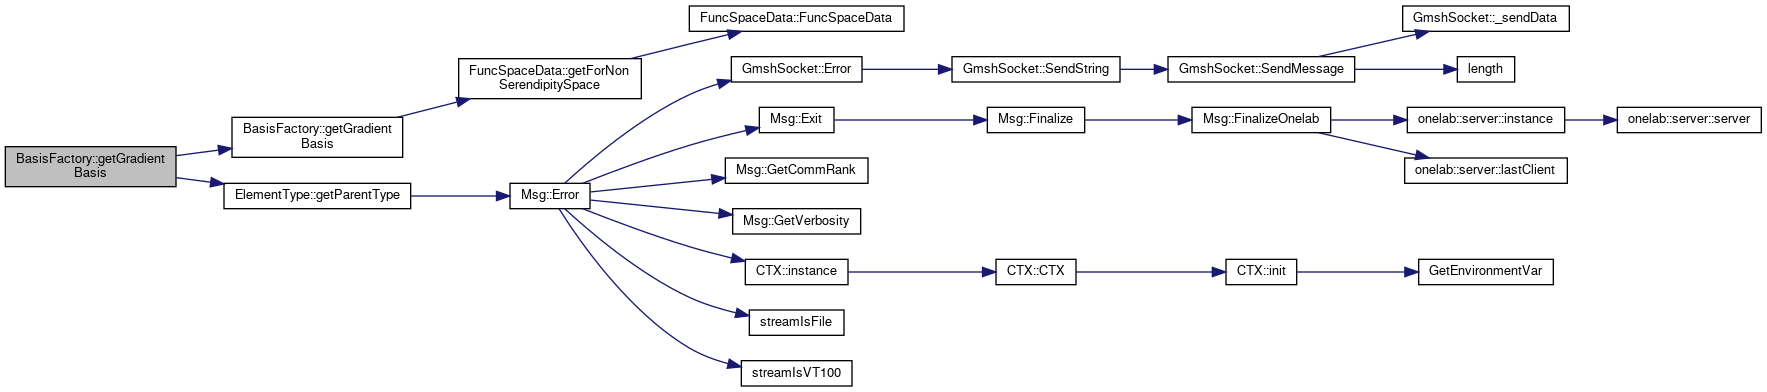 BasisFactory::getGradient
Basis
BasisFactory::getGradient
Basis
ElementType::getParentType
FuncSpaceData::getForNon
SerendipitySpace
Msg::Error
FuncSpaceData::FuncSpaceData
GmshSocket::Error
Msg::Exit
Msg::GetCommRank
Msg::GetVerbosity
CTX::instance
streamIsFile
streamIsVT100
GmshSocket::SendString
Msg::Finalize
CTX::CTX
GmshSocket::SendMessage
Msg::FinalizeOnelab
CTX::init
GmshSocket::_sendData
length
onelab::server::instance
onelab::server::lastClient
GetEnvironmentVar
onelab::server::server